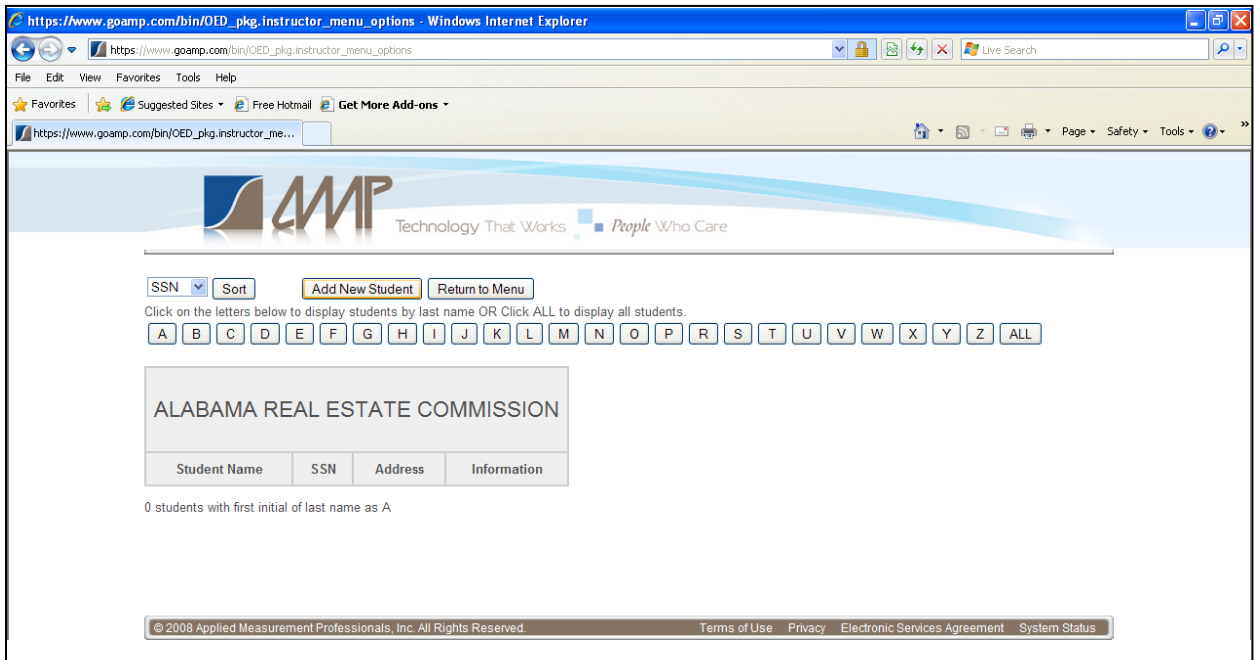 https://www.goamp.com/bin/OED_pkg.instructor_menu_options - Windows Internet Explorer
https://www.goamp.com/bin/OED_pkg.instructor_menu_options
Live Search
File Edit View Favorites Tools Help
Favorites Suggested Sites Free Hotmail Get More Add-ons
https://www.goamp.com/bin/OED_pkg.instructor_me...
Page Safety Tools »
AMP
Technology That Works People Who Care
SSN Sort Add New Student Return to Menu
Click on the letters below to display students by last name OR Click ALL to display all students.
A B C D E F G H I J K L M N O P R S T U V W X Y Z ALL
ALABAMA REAL ESTATE COMMISSION
Student Name SSN Address Information
0 students with first initial of last name as A
© 2008 Applied Measurement Professionals, Inc. All Rights Reserved. Terms of Use Privacy Electronic Services Agreement System Status